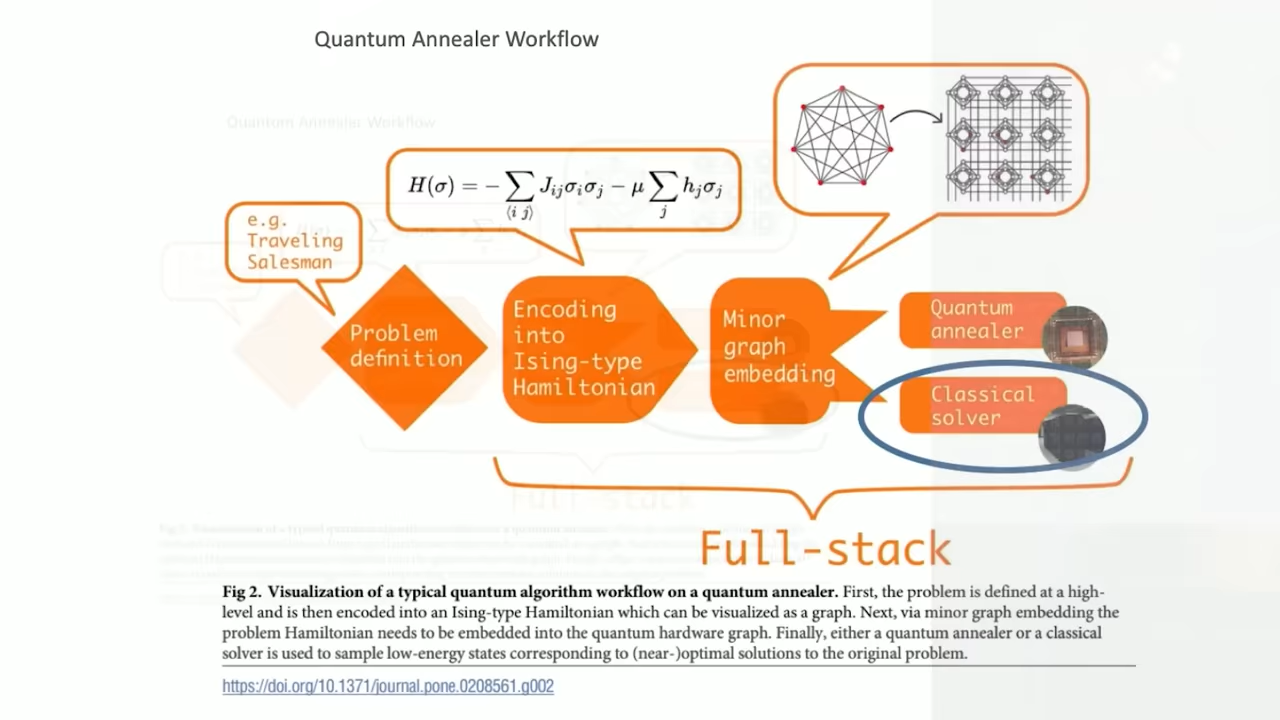 Quantum Annealer Workflow
Quantum Annealer Workflow
H(σ) = − ∑⟨i j⟩ Jijσiσj − μ ∑j hjσj
e.g.
Traveling
Salesman
Problem
definition
Encoding
into
Ising-type
Hamiltonian
Minor
graph
embedding
Quantum
annealer
Classical
solver
Full-stack
Full-stack
Fig 2. Visualization of a typical quantum algorithm workflow on a quantum annealer. First, the problem is defined at a high-
level and is then encoded into an Ising-type Hamiltonian which can be visualized as a graph. Next, via minor graph embedding the
problem Hamiltonian needs to be embedded into the quantum hardware graph. Finally, either a quantum annealer or a classical
solver is used to sample low-energy states corresponding to (near-)optimal solutions to the original problem.
https://doi.org/10.1371/journal.pone.0208561.g002